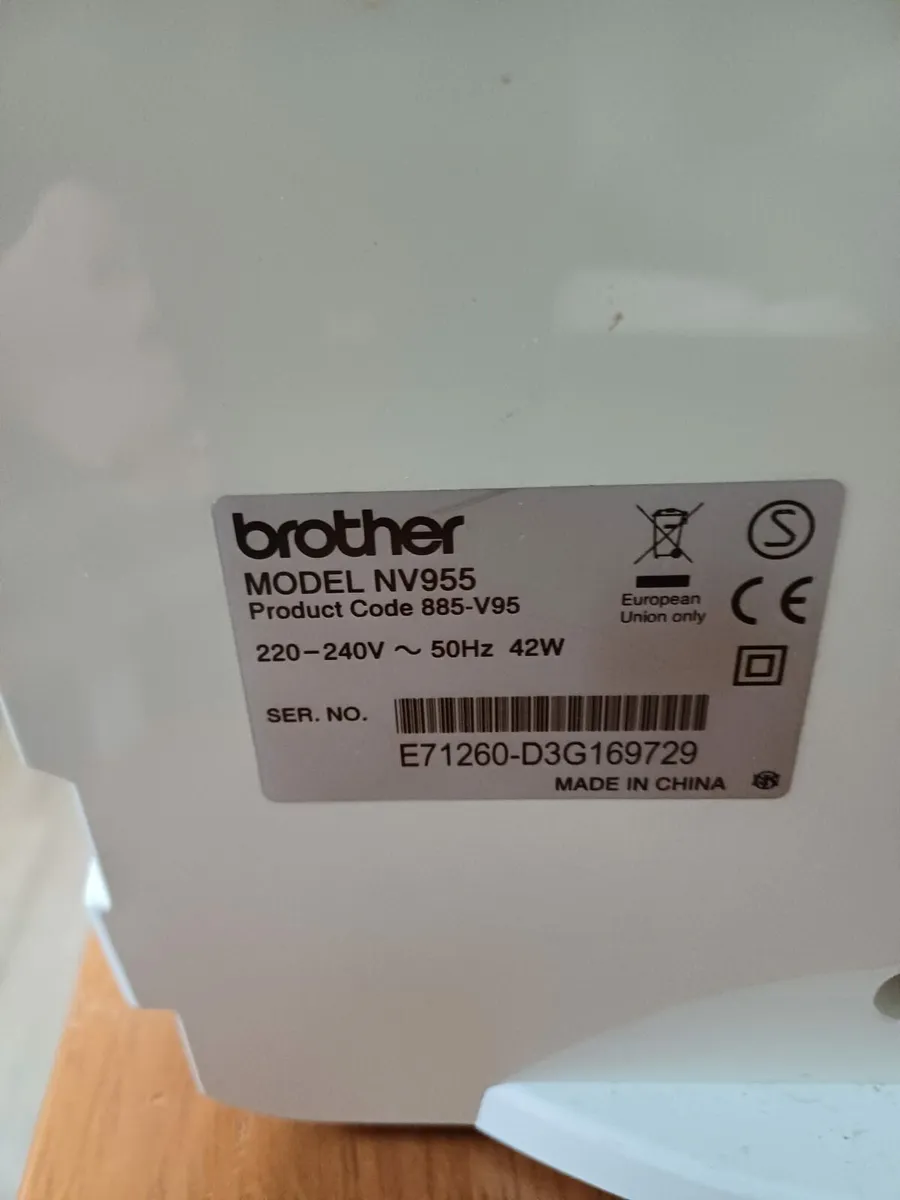 brother
MODEL NV955
Product Code 885-V95
220-240V ~ 50Hz 42W
European
Union only
S
CE
SER. NO.
E71260-D3G169729
MADE IN CHINA